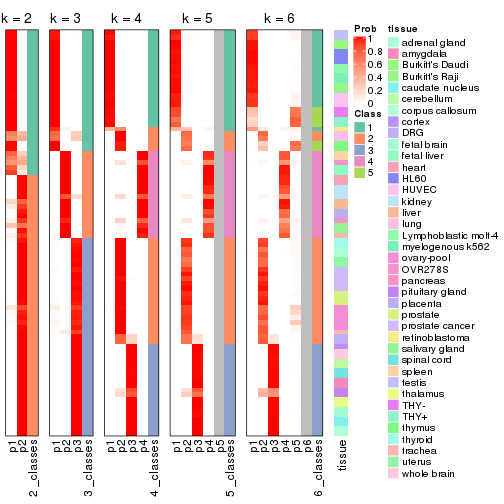 k = 2
k = 3
k = 4
k = 5
k = 6
p1
p2
2_classes
p1
p2
p3
3_classes
p1
p2
p3
p4
4_classes
p1
p2
p3
p4
p5
5_classes
p1
p2
p3
p4
p5
p6
6_classes
tissue
Prob
1
0.8
0.6
0.4
0.2
0
Class
1
2
3
4
5
tissue
adrenal gland
amygdala
Burkitt's Daudi
Burkitt's Raji
caudate nucleus
cerebellum
corpus callosum
cortex
DRG
fetal brain
fetal liver
heart
HL60
HUVEC
kidney
liver
lung
Lymphoblastic molt-4
myelogenous k562
ovary-pool
OVR278S
pancreas
pituitary gland
placenta
prostate
prostate cancer
retinoblastoma
salivary gland
spinal cord
spleen
testis
thalamus
THY-
THY+
thymus
thyroid
trachea
uterus
whole brain